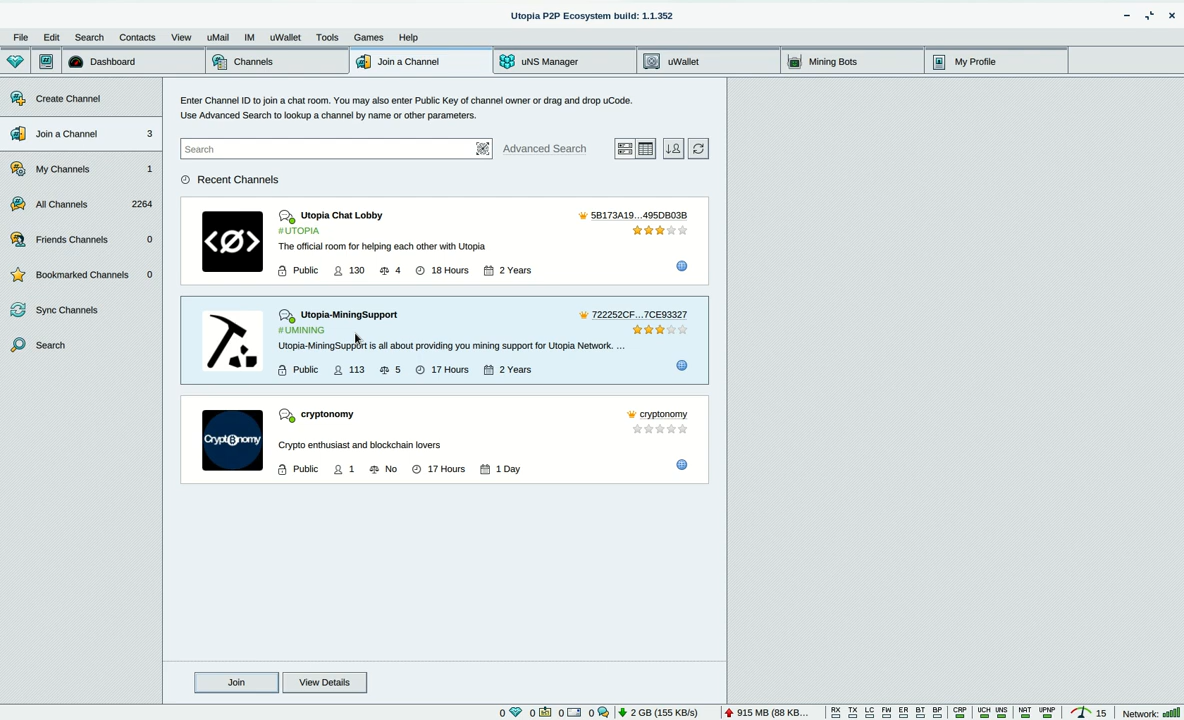 Utopia P2P Ecosystem build: 1.1.352
File Edit Search Contacts View uMail IM uWallet Tools Games Help
Dashboard Channels Join a Channel uNS Manager uWallet Mining Bots My Profile
Create Channel
Join a Channel 3
My Channels 1
All Channels 2264
Friends Channels 0
Bookmarked Channels 0
Sync Channels
Search
Enter Channel ID to join a chat room. You may also enter Public Key of channel owner or drag and drop uCode.
Use Advanced Search to lookup a channel by name or other parameters.
Search Advanced Search
Recent Channels
Utopia Chat Lobby 5B173A19...495DB03B
#UTOPIA
The official room for helping each other with Utopia
Public 130 4 18 Hours 2 Years
Utopia-MiningSupport 722252CF...7CE93327
#UMINING
Utopia-MiningSupport is all about providing you mining support for Utopia Network. ...
Public 113 5 17 Hours 2 Years
cryptonomy cryptonomy
CryptBnomy
Crypto enthusiast and blockchain lovers
Public 1 No 17 Hours 1 Day
Join View Details
0 0 0 0 2 GB (155 KB/s) 915 MB (88 KB... RX TX LC FW ER BT BP CRP UCH UNS NAT UPNP 15 Network: